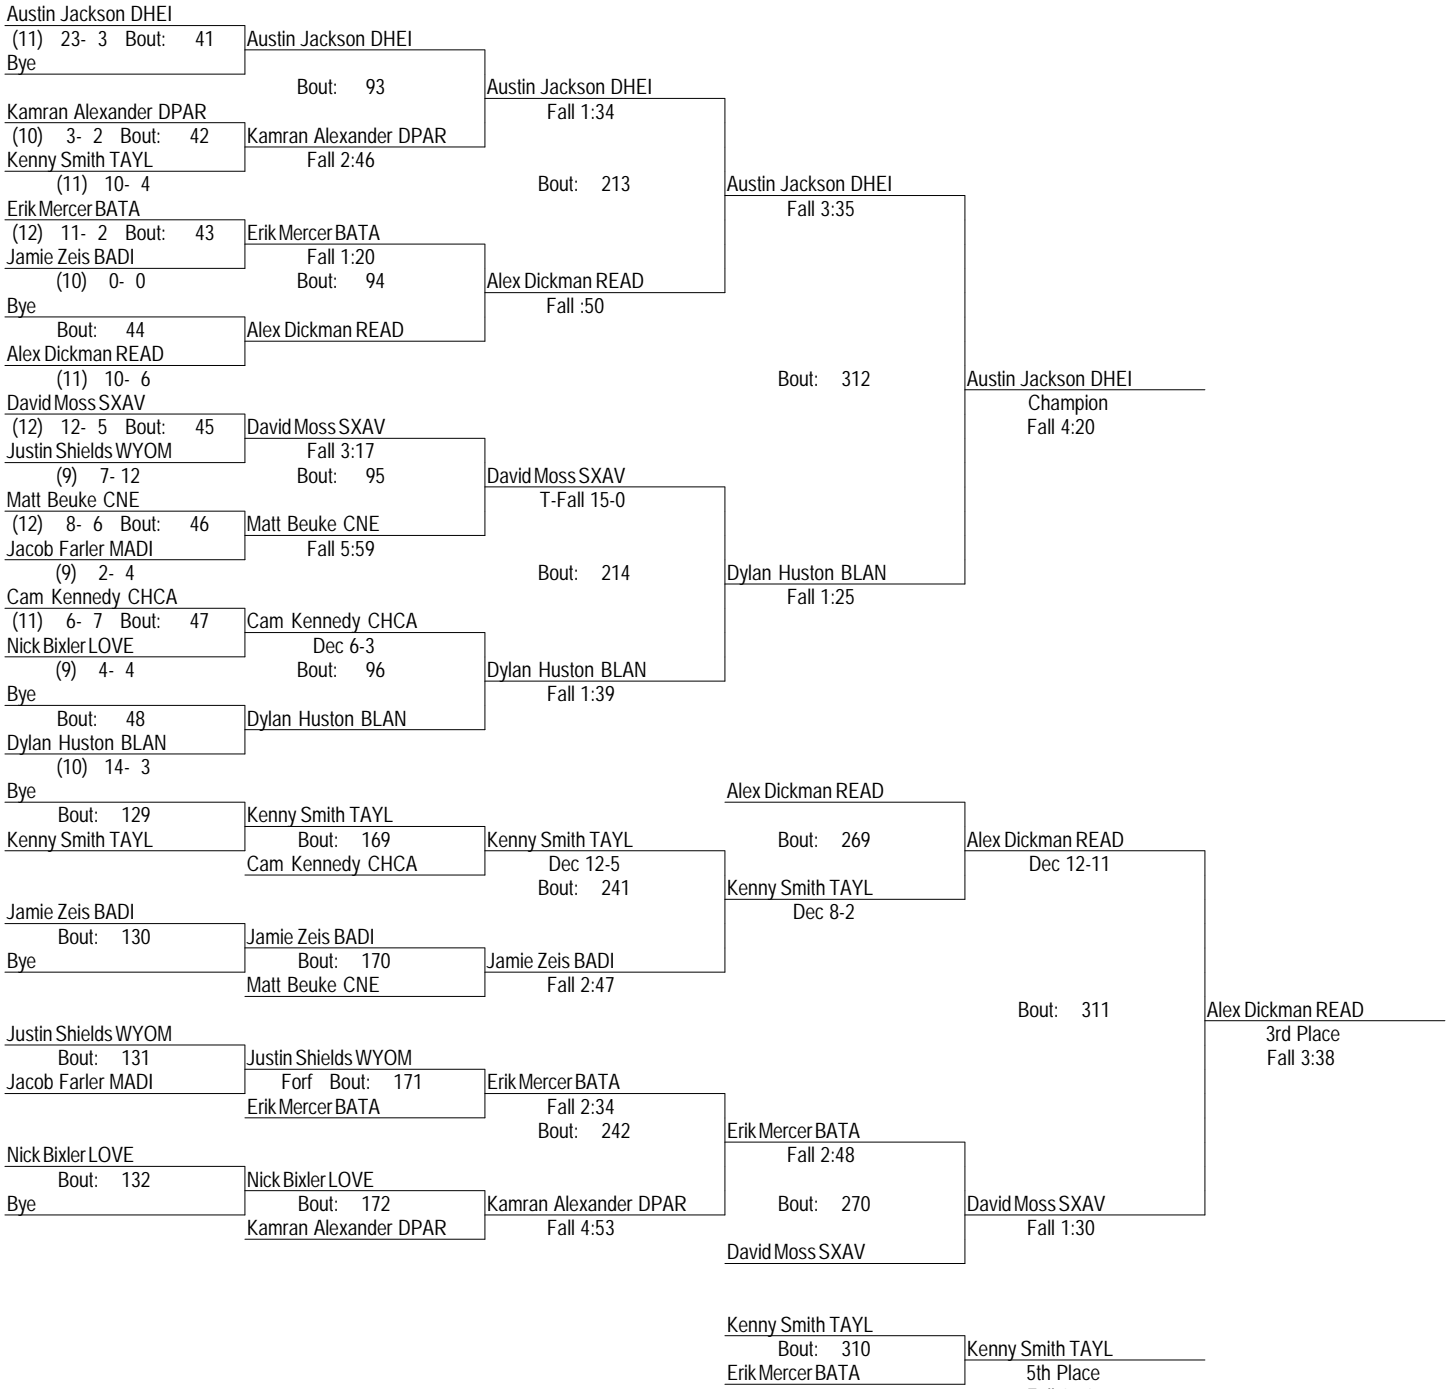 Austin Jackson DHEI
(11) 23- 3 Bout: 41 Austin Jackson DHEI
Bye
Bout: 93 Austin Jackson DHEI
Kamran Alexander DPAR Fall 1:34
(10) 3- 2 Bout: 42 Kamran Alexander DPAR
Kenny Smith TAYL Fall 2:46
(11) 10- 4 Bout: 213 Austin Jackson DHEI
Erik Mercer BATA Fall 3:35
(12) 11- 2 Bout: 43 Erik Mercer BATA
Jamie Zeis BADI Fall 1:20
(10) 0- 0 Bout: 94 Alex Dickman READ
Bye Fall :50
Bout: 44 Alex Dickman READ
Alex Dickman READ
(11) 10- 6 Bout: 312 Austin Jackson DHEI
David Moss SXAV Champion
(12) 12- 5 Bout: 45 David Moss SXAV Fall 4:20
Justin Shields WYOM Fall 3:17
(9) 7- 12 Bout: 95 David Moss SXAV
Matt Beuke CNE T-Fall 15-0
(12) 8- 6 Bout: 46 Matt Beuke CNE
Jacob Farler MADI Fall 5:59
(9) 2- 4 Bout: 214 Dylan Huston BLAN
Cam Kennedy CHCA Fall 1:25
(11) 6- 7 Bout: 47 Cam Kennedy CHCA
Nick Bixler LOVE Dec 6-3
(9) 4- 4 Bout: 96 Dylan Huston BLAN
Bye Fall 1:39
Bout: 48 Dylan Huston BLAN
Dylan Huston BLAN
(10) 14- 3
Bye Alex Dickman READ
Bout: 129 Kenny Smith TAYL
Kenny Smith TAYL Bout: 169 Kenny Smith TAYL Bout: 269 Alex Dickman READ
Cam Kennedy CHCA Dec 12-5 Dec 12-11
Bout: 241 Kenny Smith TAYL
Jamie Zeis BADI Dec 8-2
Bout: 130 Jamie Zeis BADI
Bye Bout: 170 Jamie Zeis BADI
Matt Beuke CNE Fall 2:47
Bout: 311 Alex Dickman READ
Justin Shields WYOM 3rd Place
Bout: 131 Justin Shields WYOM Fall 3:38
Jacob Farler MADI Forf Bout: 171 Erik Mercer BATA
Erik Mercer BATA Fall 2:34
Bout: 242 Erik Mercer BATA
Nick Bixler LOVE Fall 2:48
Bout: 132 Nick Bixler LOVE
Bye Bout: 172 Kamran Alexander DPAR Bout: 270 David Moss SXAV
Kamran Alexander DPAR Fall 4:53 Fall 1:30
David Moss SXAV
Kenny Smith TAYL
Bout: 310 Kenny Smith TAYL
Erik Mercer BATA 5th Place